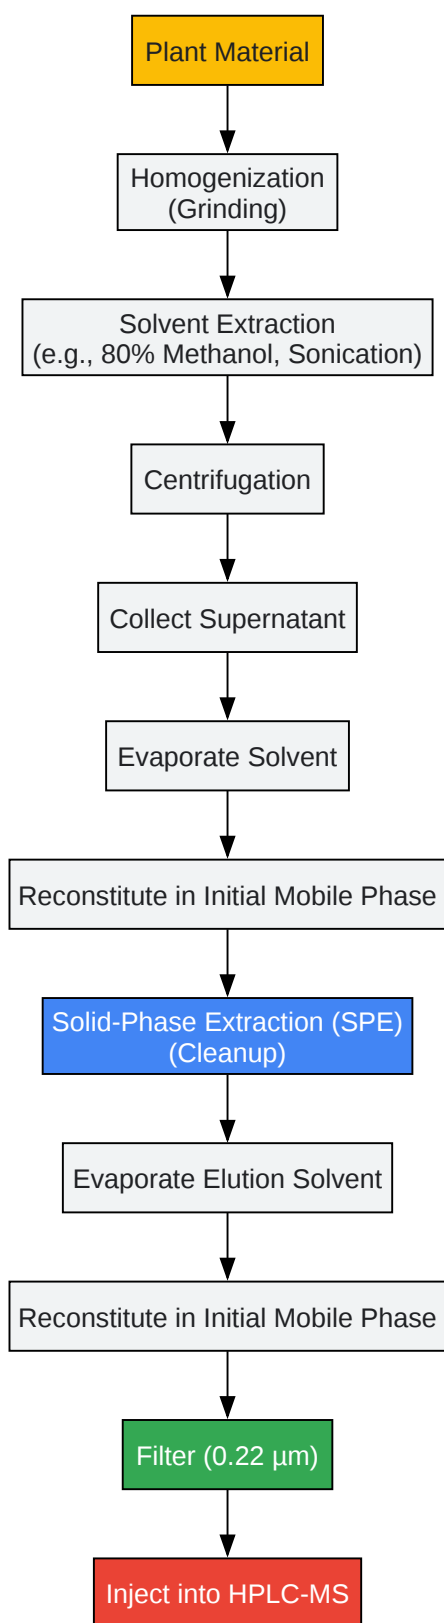 Plant Material
Homogenization
(Grinding)
Solvent Extraction
(e.g., 80% Methanol, Sonication)
Centrifugation
Collect Supernatant
Evaporate Solvent
Reconstitute in Initial Mobile Phase
Solid-Phase Extraction (SPE)
(Cleanup)
Evaporate Elution Solvent
Reconstitute in Initial Mobile Phase
Filter (0.22 µm)
Inject into HPLC-MS